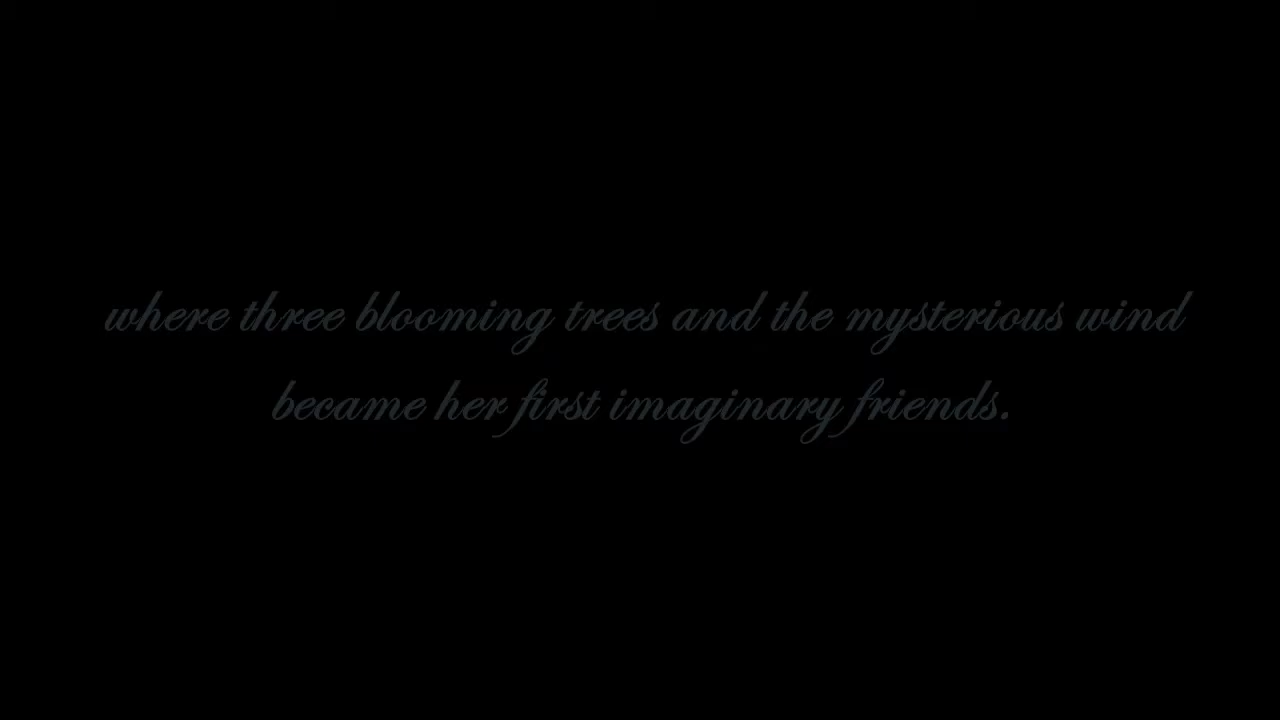 where three blooming trees and the mysterious wind
became her first imaginary friends.